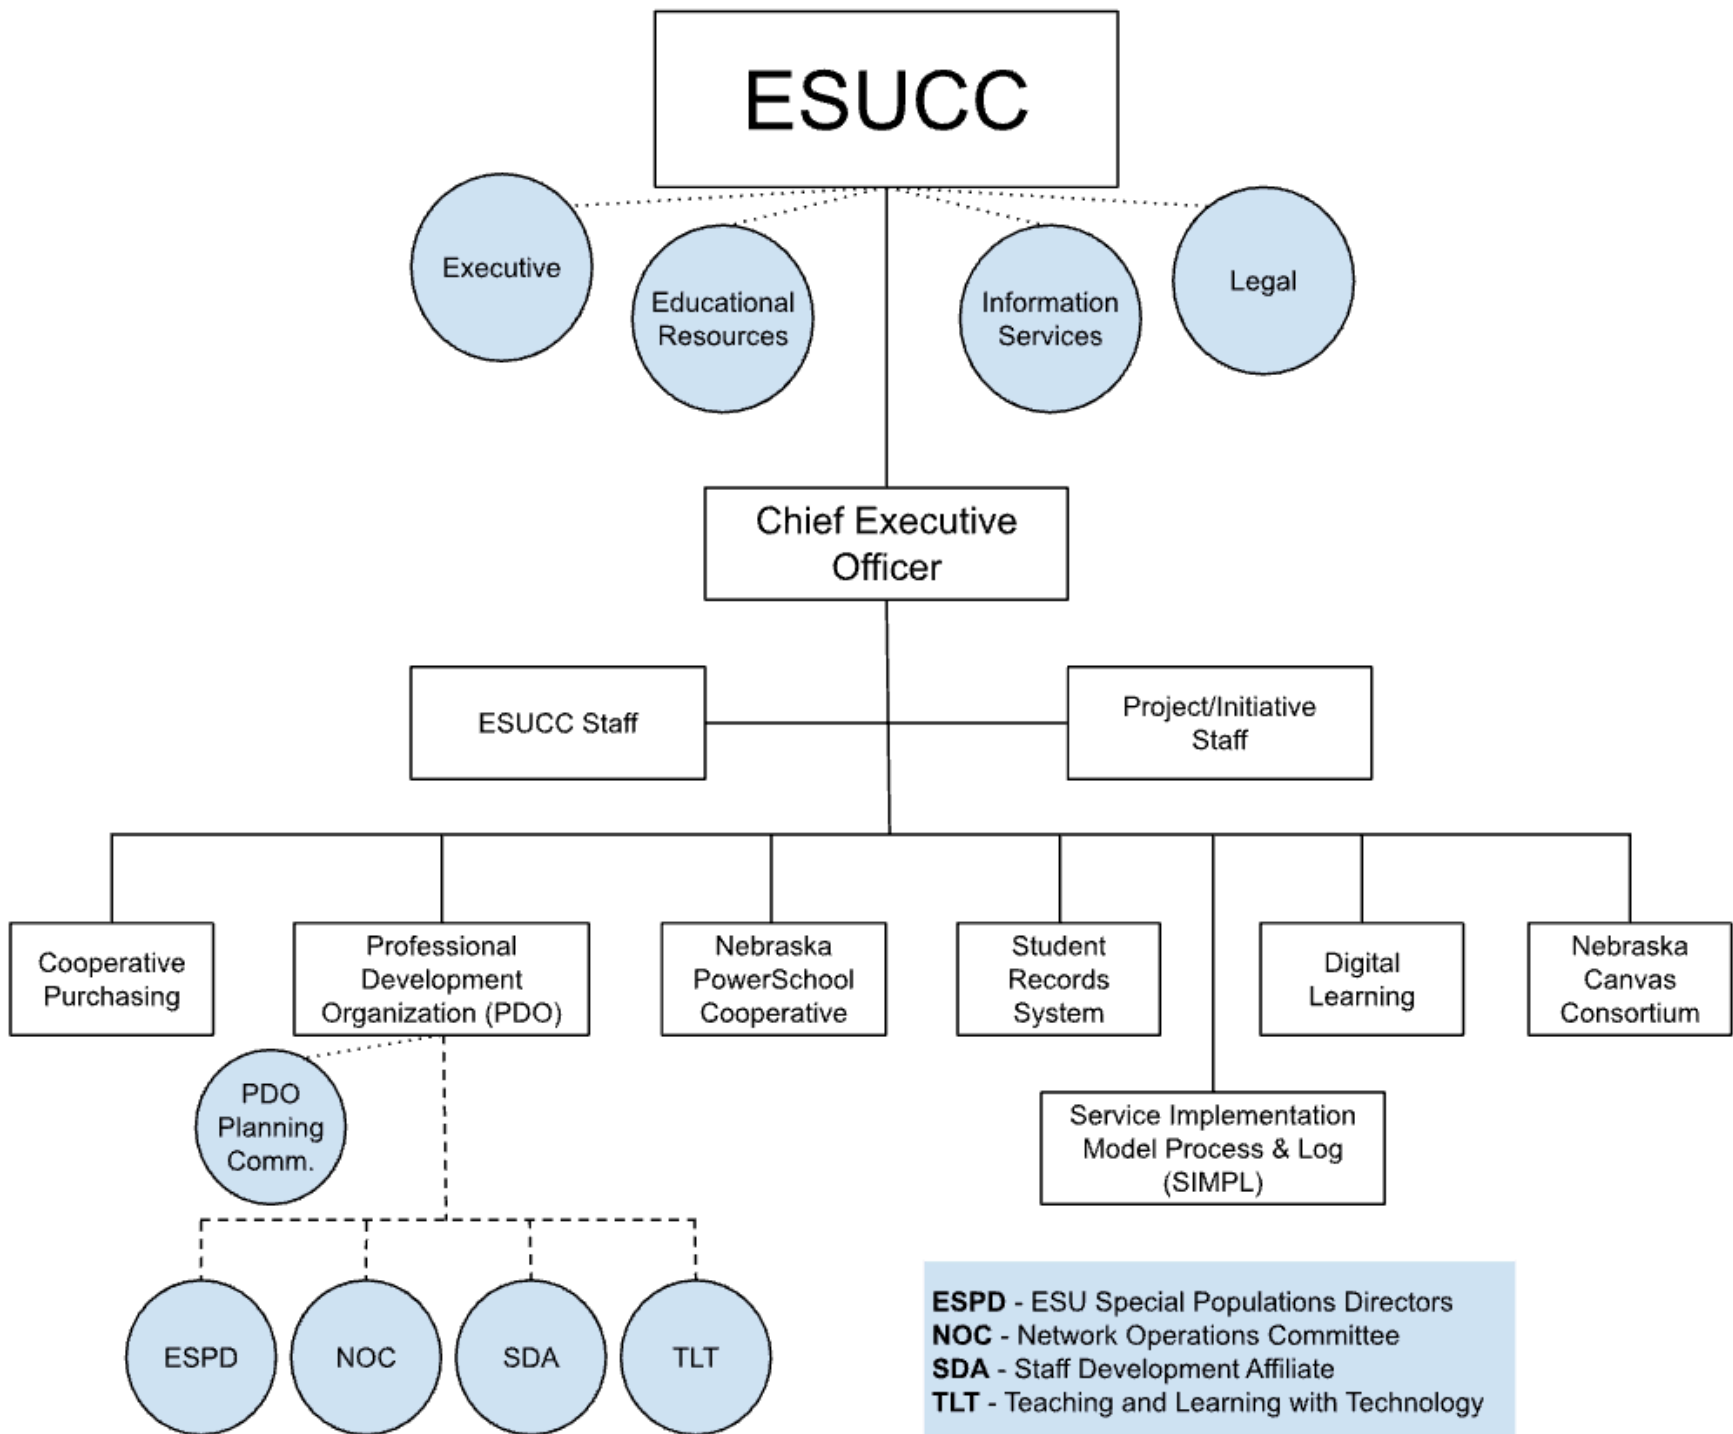 ESUCC
Executive
Educational
Resources
Information
Services
Legal
Chief Executive
Officer
ESUCC Staff
Project/Initiative
Staff
Cooperative
Purchasing
Professional
Development
Organization (PDO)
Nebraska
PowerSchool
Cooperative
Student
Records
System
Digital
Learning
Nebraska
Canvas
Consortium
PDO
Planning
Comm.
Service Implementation
Model Process & Log
(SIMPL)
ESPD
NOC
SDA
TLT
ESPD - ESU Special Populations Directors
NOC - Network Operations Committee
SDA - Staff Development Affiliate
TLT - Teaching and Learning with Technology